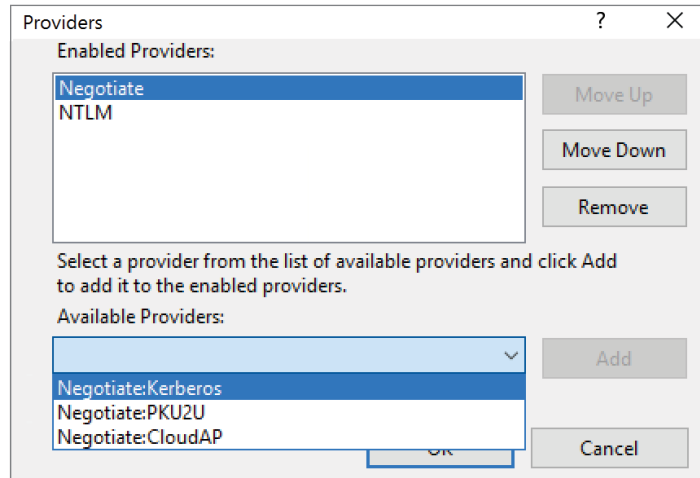 Providers
?
Enabled Providers:
Negotiate
Move Up
NTLM
Move Down
Remove
Select a provider from the list of available providers and click Add
to add it to the enabled providers.
Available Providers:
Add
Negotiate:Kerberos
Negotiate:PKU2U
Negotiate:CloudAP
Cancel